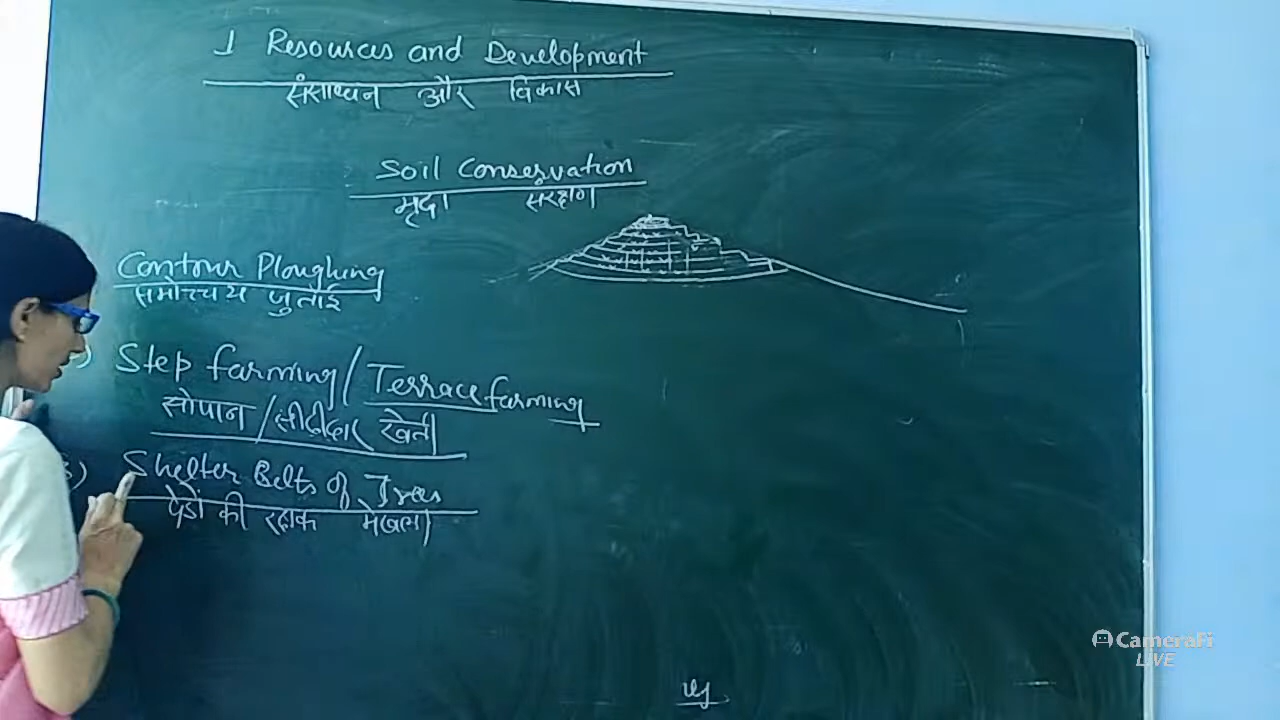 1 Resources and Development
संसाधन और विकास
Soil Conservation
मृदा संरक्षण
Contour Ploughing
समोच्चय जुताई
) Step farming/Terrace farming
सोपान/सीढ़ीदार खेती
) Shelter Belts of Trees
पेड़ों की रक्षक मेखला
CameraFi
LIVE